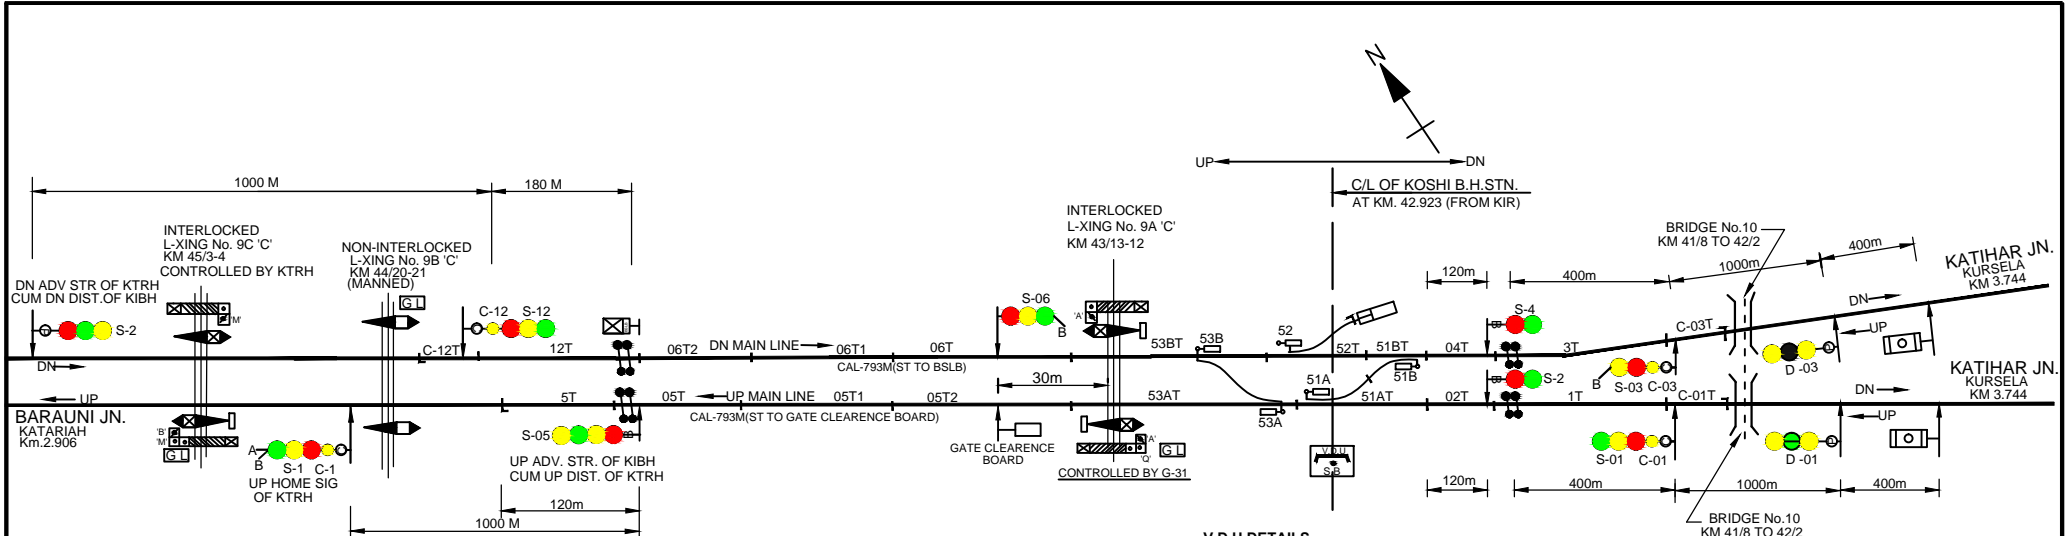 N
UP
DN
1000 M
180 M
C/L OF KOSHI B.H.STN.
AT KM. 42.923 (FROM KIR)
INTERLOCKED
L-XING No. 9A 'C'
KM 43/13-12
INTERLOCKED
L-XING No. 9C 'C'
KM 45/3-4
CONTROLLED BY KTRH
NON-INTERLOCKED
L-XING No. 9B 'C'
KM 44/20-21
(MANNED)
G L
BRIDGE No.10
KM 41/8 TO 42/2
400m
1000m
120m
400m
KATIHAR JN.
KURSELA
KM 3.744
DN ADV STR OF KTRH
CUM DN DIST.OF KIBH
S-2
'M'
C-12
S-12
S-06
B
'A'
53B
52
S-4
C-03T
DN
UP
DN
C-12T
12T
06T2
DN MAIN LINE
06T1
06T
53BT
52T
51BT
04T
3T
CAL-793M(ST TO BSLB)
30m
51A
51B
S-2
B
S-03
C-03
D -03
KATIHAR JN.
KURSELA
KM 3.744
DN
UP
5T
05T
UP MAIN LINE
05T1
05T2
53AT
51AT
02T
1T
C-01T
BARAUNI JN.
KATARIAH
Km.2.906
CAL-793M(ST TO GATE CLEARENCE BOARD)
53A
UP
'B'
'M'
G L
A
B
S-1
C-1
UP HOME SIG
OF KTRH
S-05
UP ADV. STR. OF KIBH
CUM UP DIST. OF KTRH
GATE CLEARENCE
BOARD
'A'
'Q'
G L
CONTROLLED BY G-31
V.D.U
S.B
S-01
C-01
D -01
120m
1000 M
120m
400m
1000m
400m
BRIDGE No.10
KM 41/8 TO 42/2
V.D.U DETAILS